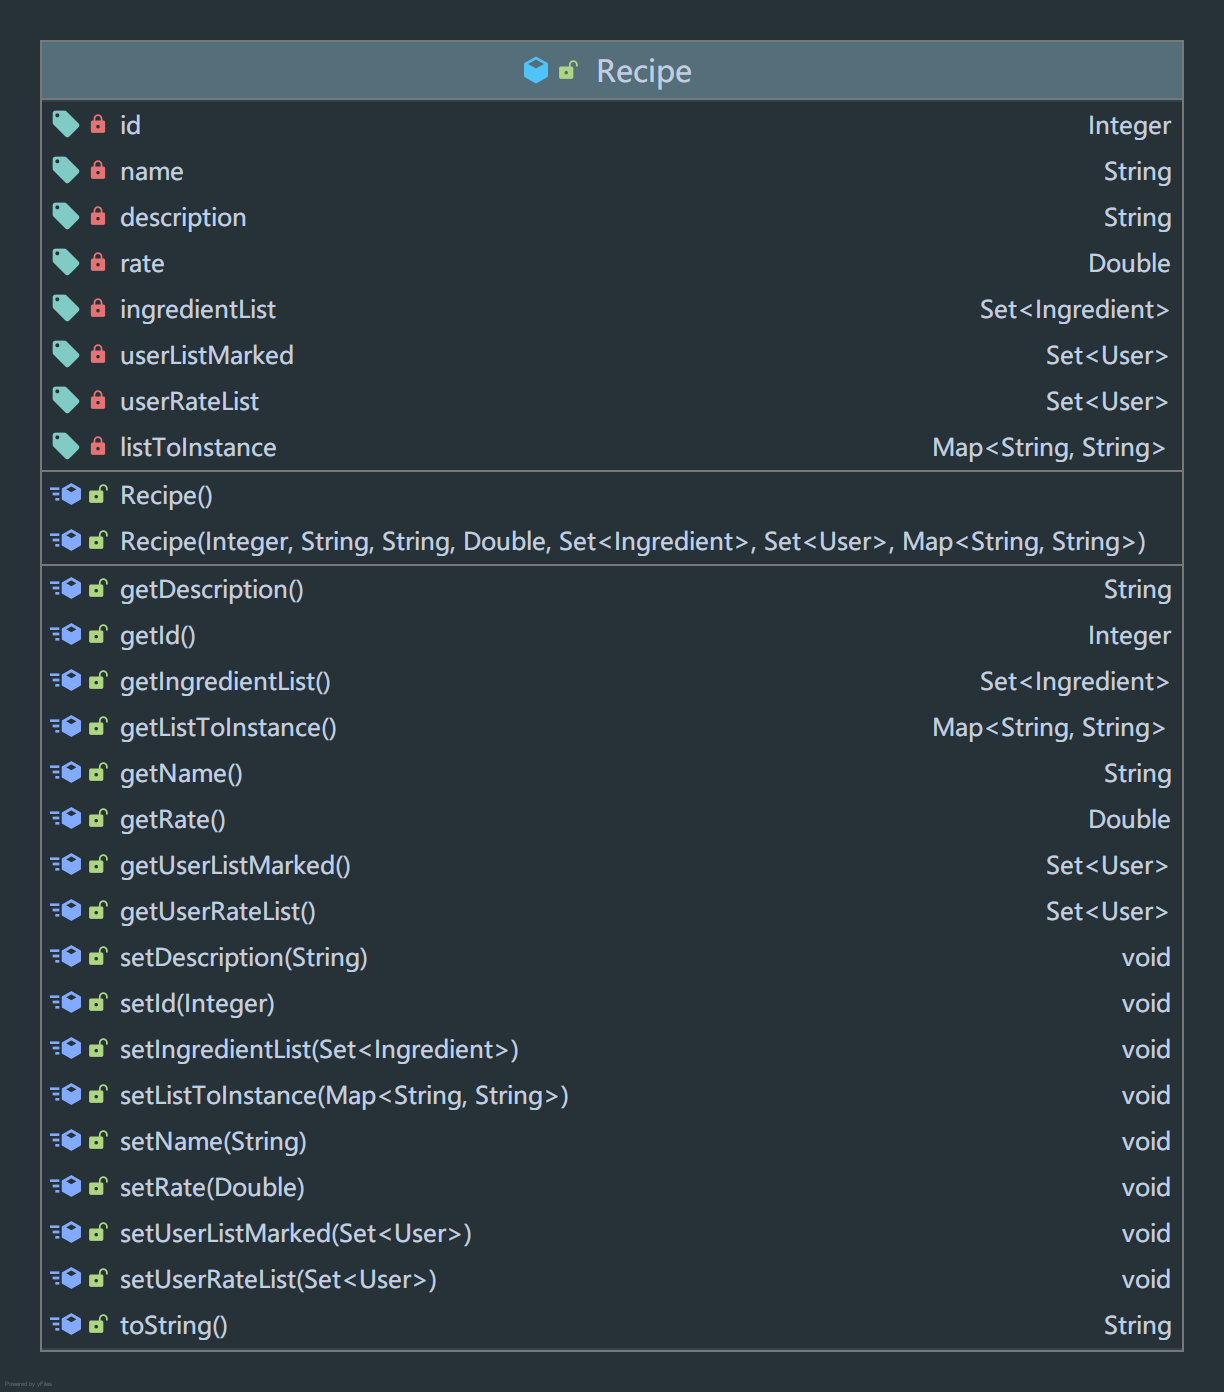 Recipe
id Integer
name String
description String
rate Double
ingredientList Set<Ingredient>
userListMarked Set<User>
userRateList Set<User>
listToInstance Map<String, String>
Recipe()
Recipe(Integer, String, String, Double, Set<Ingredient>, Set<User>, Map<String, String>)
getDescription() String
getId() Integer
getIngredientList() Set<Ingredient>
getListToInstance() Map<String, String>
getName() String
getRate() Double
getUserListMarked() Set<User>
getUserRateList() Set<User>
setDescription(String) void
setId(Integer) void
setIngredientList(Set<Ingredient>) void
setListToInstance(Map<String, String>) void
setName(String) void
setRate(Double) void
setUserListMarked(Set<User>) void
setUserRateList(Set<User>) void
toString() String
Powered by yFiles